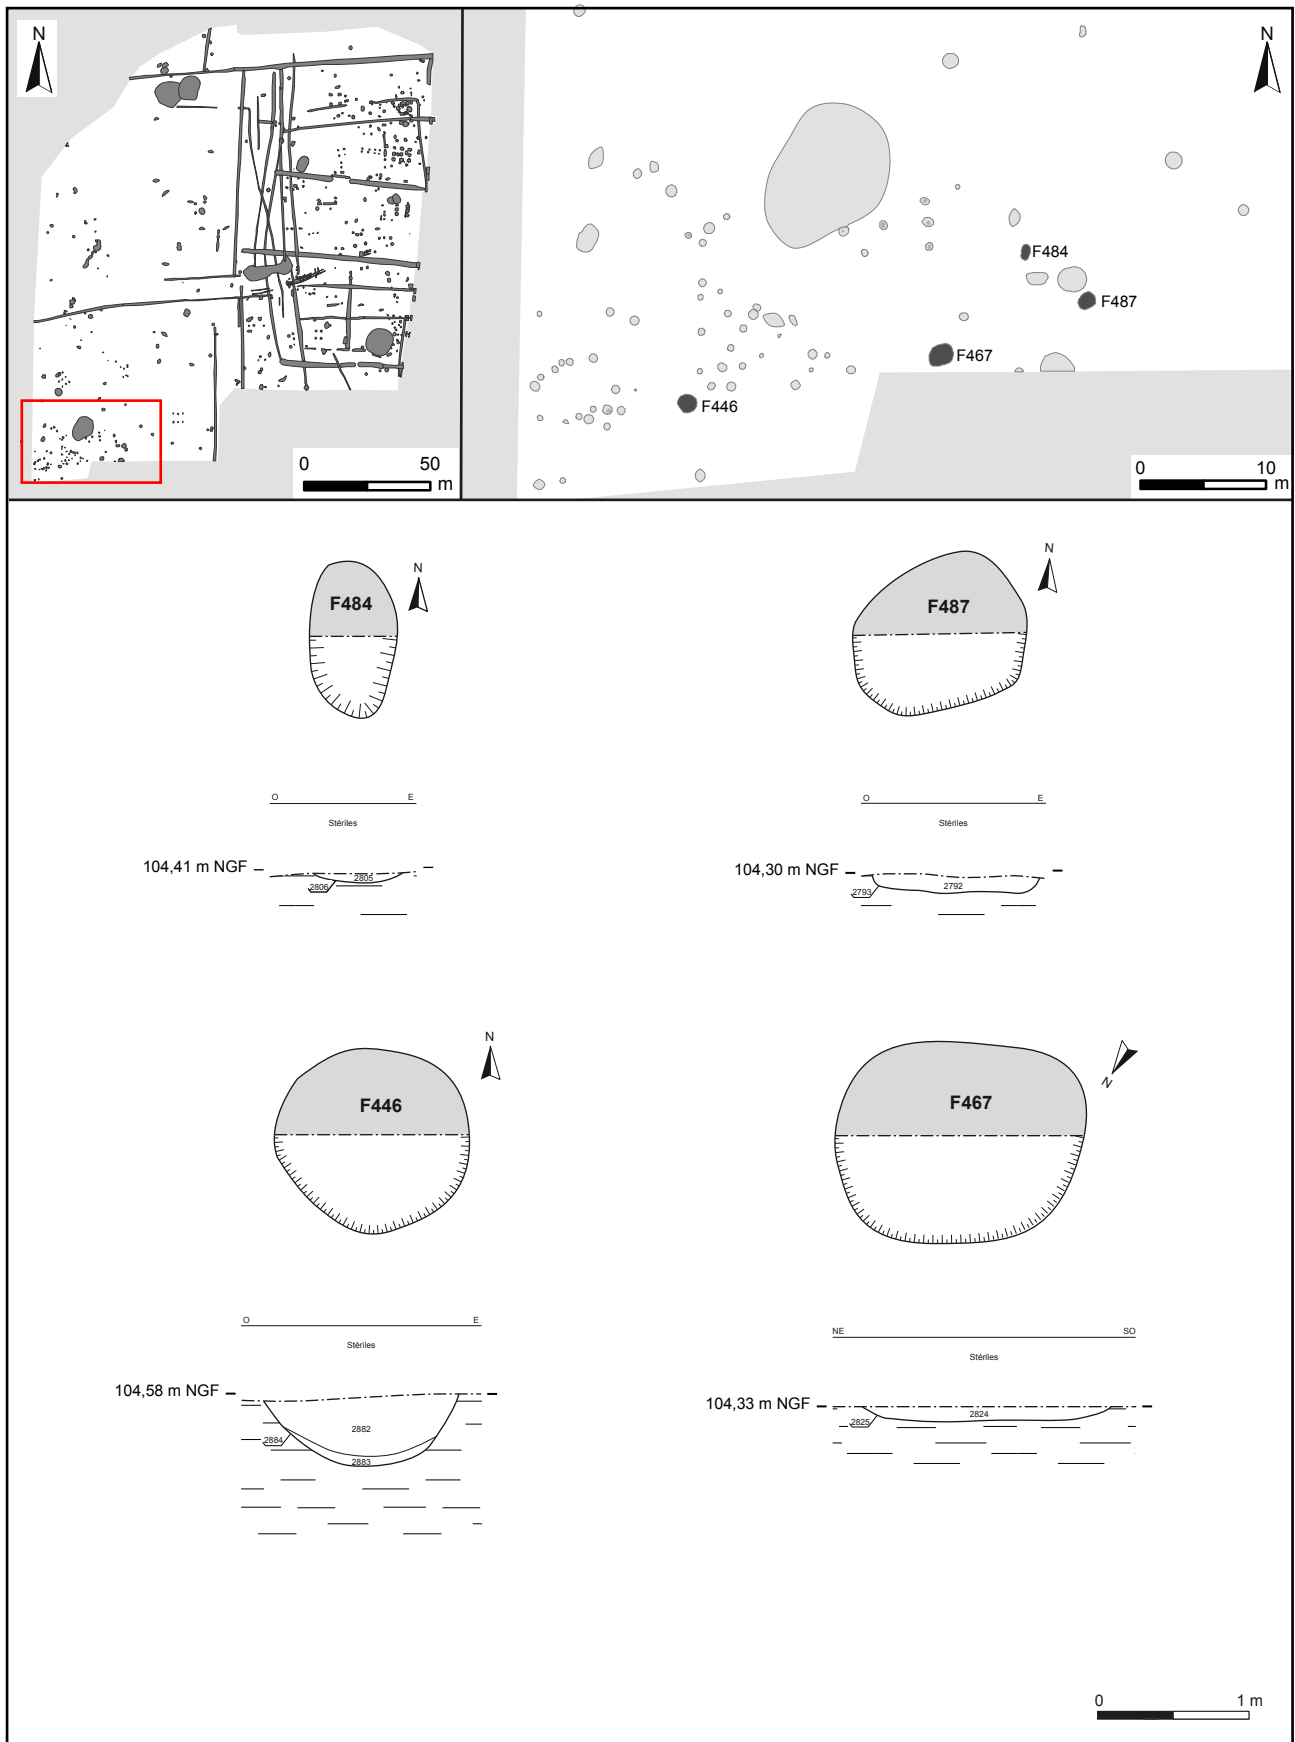 N
0 50
m
N
F484
F487
F467
F446
0 10
m
F484
N
O E
Stériles
104,41 m NGF
2805
2806
F487
N
O E
Stériles
104,30 m NGF
2792
2793
F446
N
O E
Stériles
104,58 m NGF
2882
2884
2883
F467
N
NE SO
Stériles
104,33 m NGF
2824
2825
0 1 m